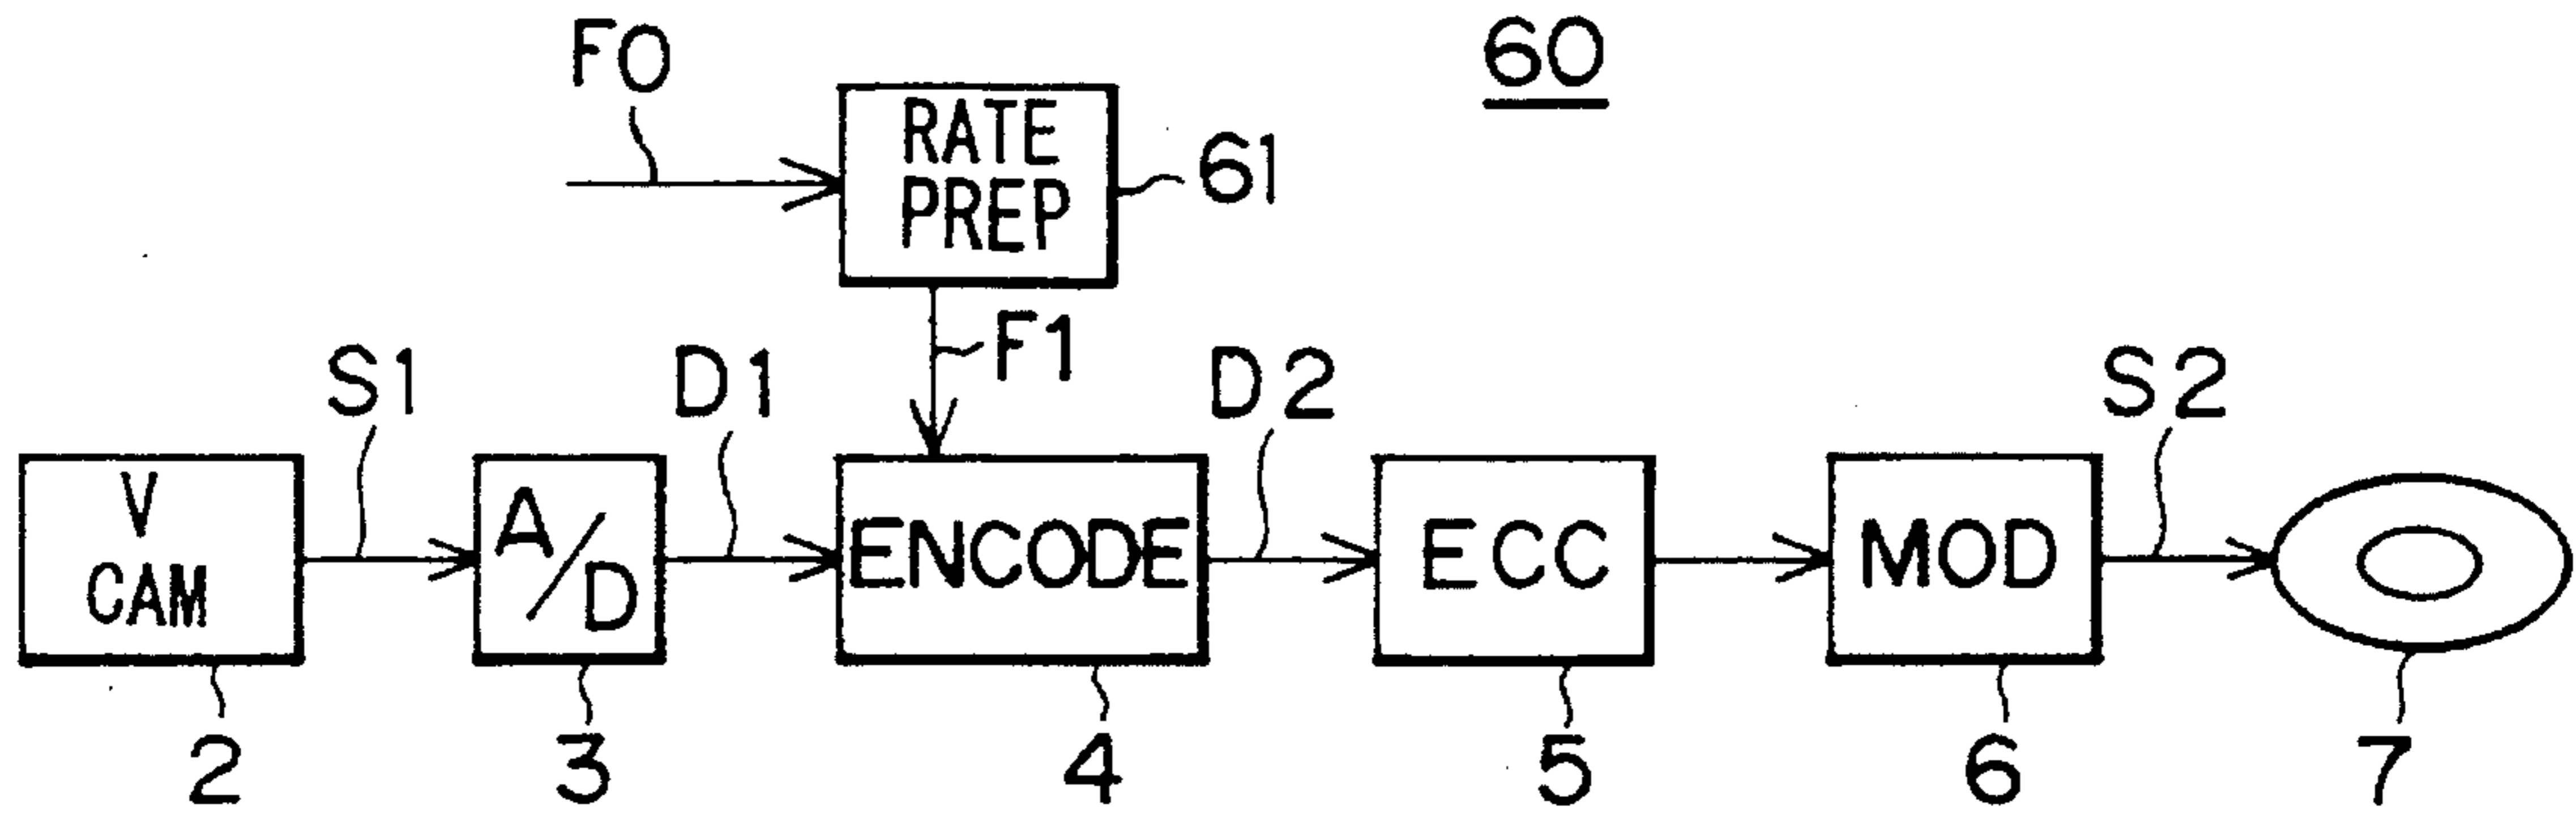 F0
60
RATE
PREP
61
F1
S1
D1
D2
S2
V
CAM
A/D
ENCODE
ECC
MOD
2
3
4
5
6
7